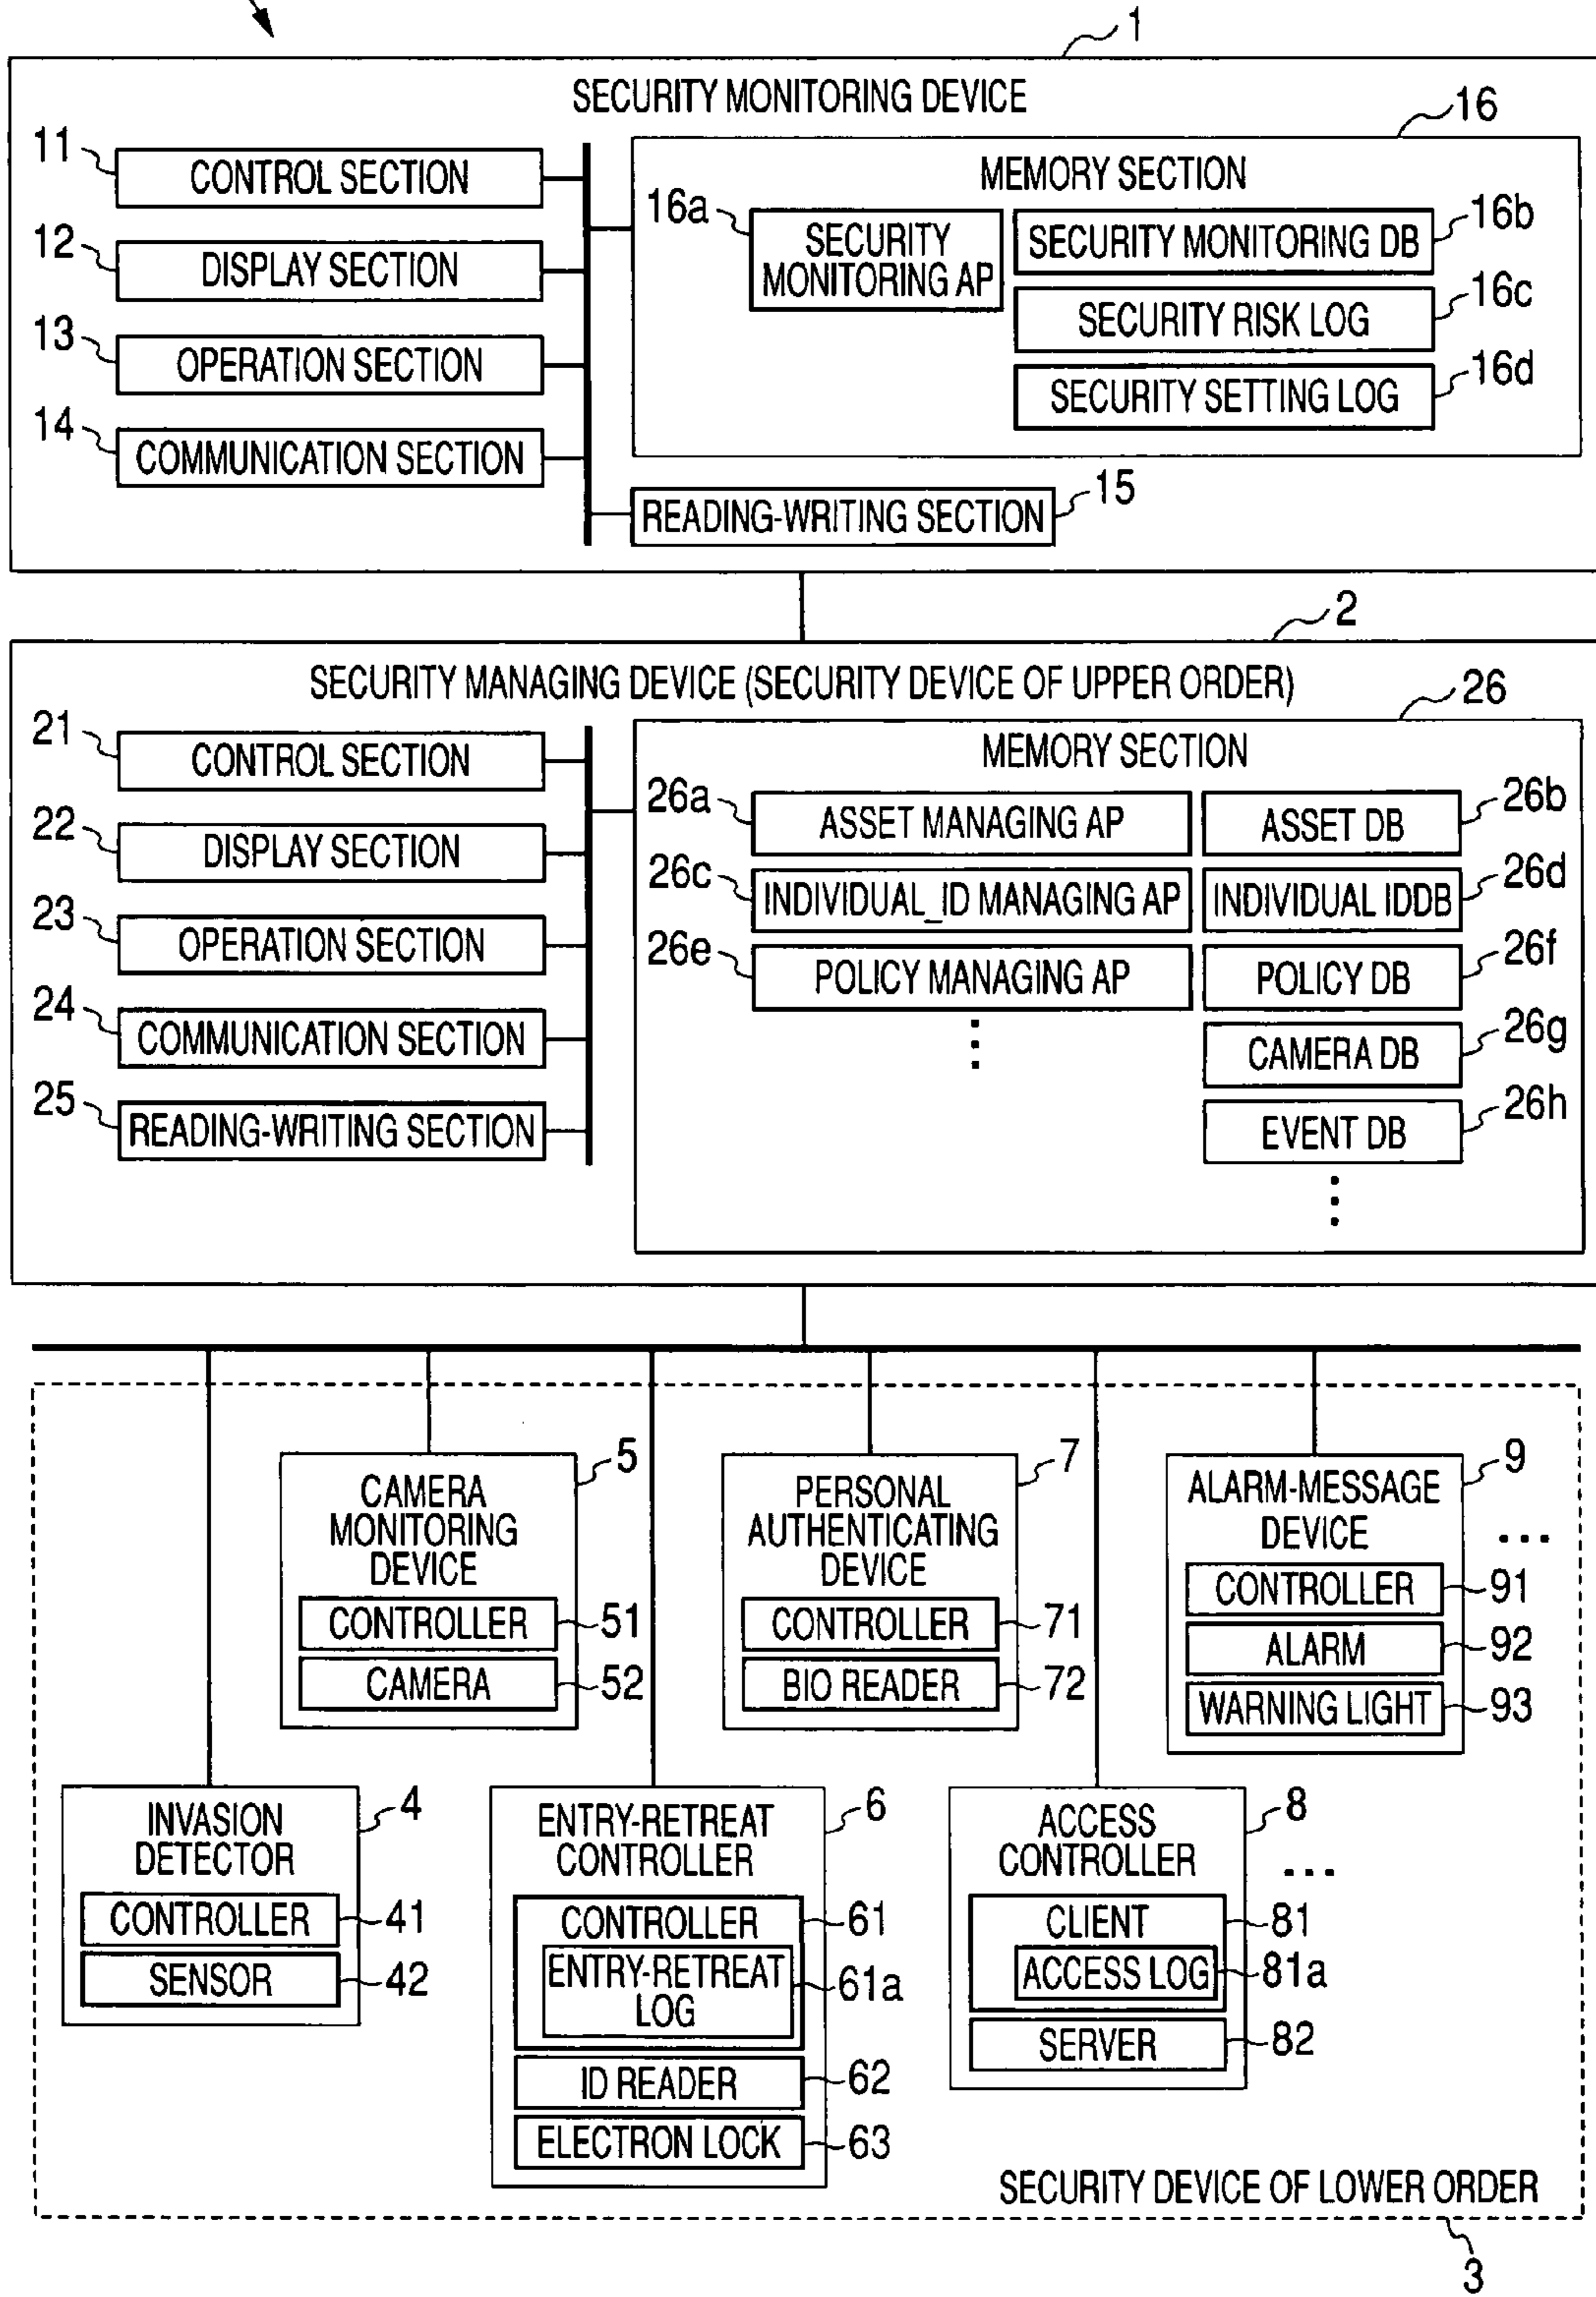 1
SECURITY MONITORING DEVICE
16
11
CONTROL SECTION
MEMORY SECTION
16a
SECURITY
MONITORING AP
SECURITY MONITORING DB
16b
12
DISPLAY SECTION
SECURITY RISK LOG
16c
13
OPERATION SECTION
SECURITY SETTING LOG
16d
14
COMMUNICATION SECTION
READING-WRITING SECTION
15
2
SECURITY MANAGING DEVICE (SECURITY DEVICE OF UPPER ORDER)
26
21
CONTROL SECTION
MEMORY SECTION
26a
ASSET MANAGING AP
ASSET DB
26b
22
DISPLAY SECTION
26c
INDIVIDUAL_ID MANAGING AP
INDIVIDUAL IDDB
26d
23
OPERATION SECTION
26e
POLICY MANAGING AP
POLICY DB
26f
24
COMMUNICATION SECTION
CAMERA DB
26g
25
READING-WRITING SECTION
EVENT DB
26h
5
CAMERA
MONITORING
DEVICE
CONTROLLER
51
CAMERA
52
7
PERSONAL
AUTHENTICATING
DEVICE
CONTROLLER
71
BIO READER
72
9
ALARM-MESSAGE
DEVICE
...
CONTROLLER
91
ALARM
92
WARNING LIGHT
93
4
INVASION
DETECTOR
CONTROLLER
41
SENSOR
42
6
ENTRY-RETREAT
CONTROLLER
CONTROLLER
61
ENTRY-RETREAT
LOG
61a
ID READER
62
ELECTRON LOCK
63
8
ACCESS
CONTROLLER
...
CLIENT
81
ACCESS LOG
81a
SERVER
82
SECURITY DEVICE OF LOWER ORDER
3